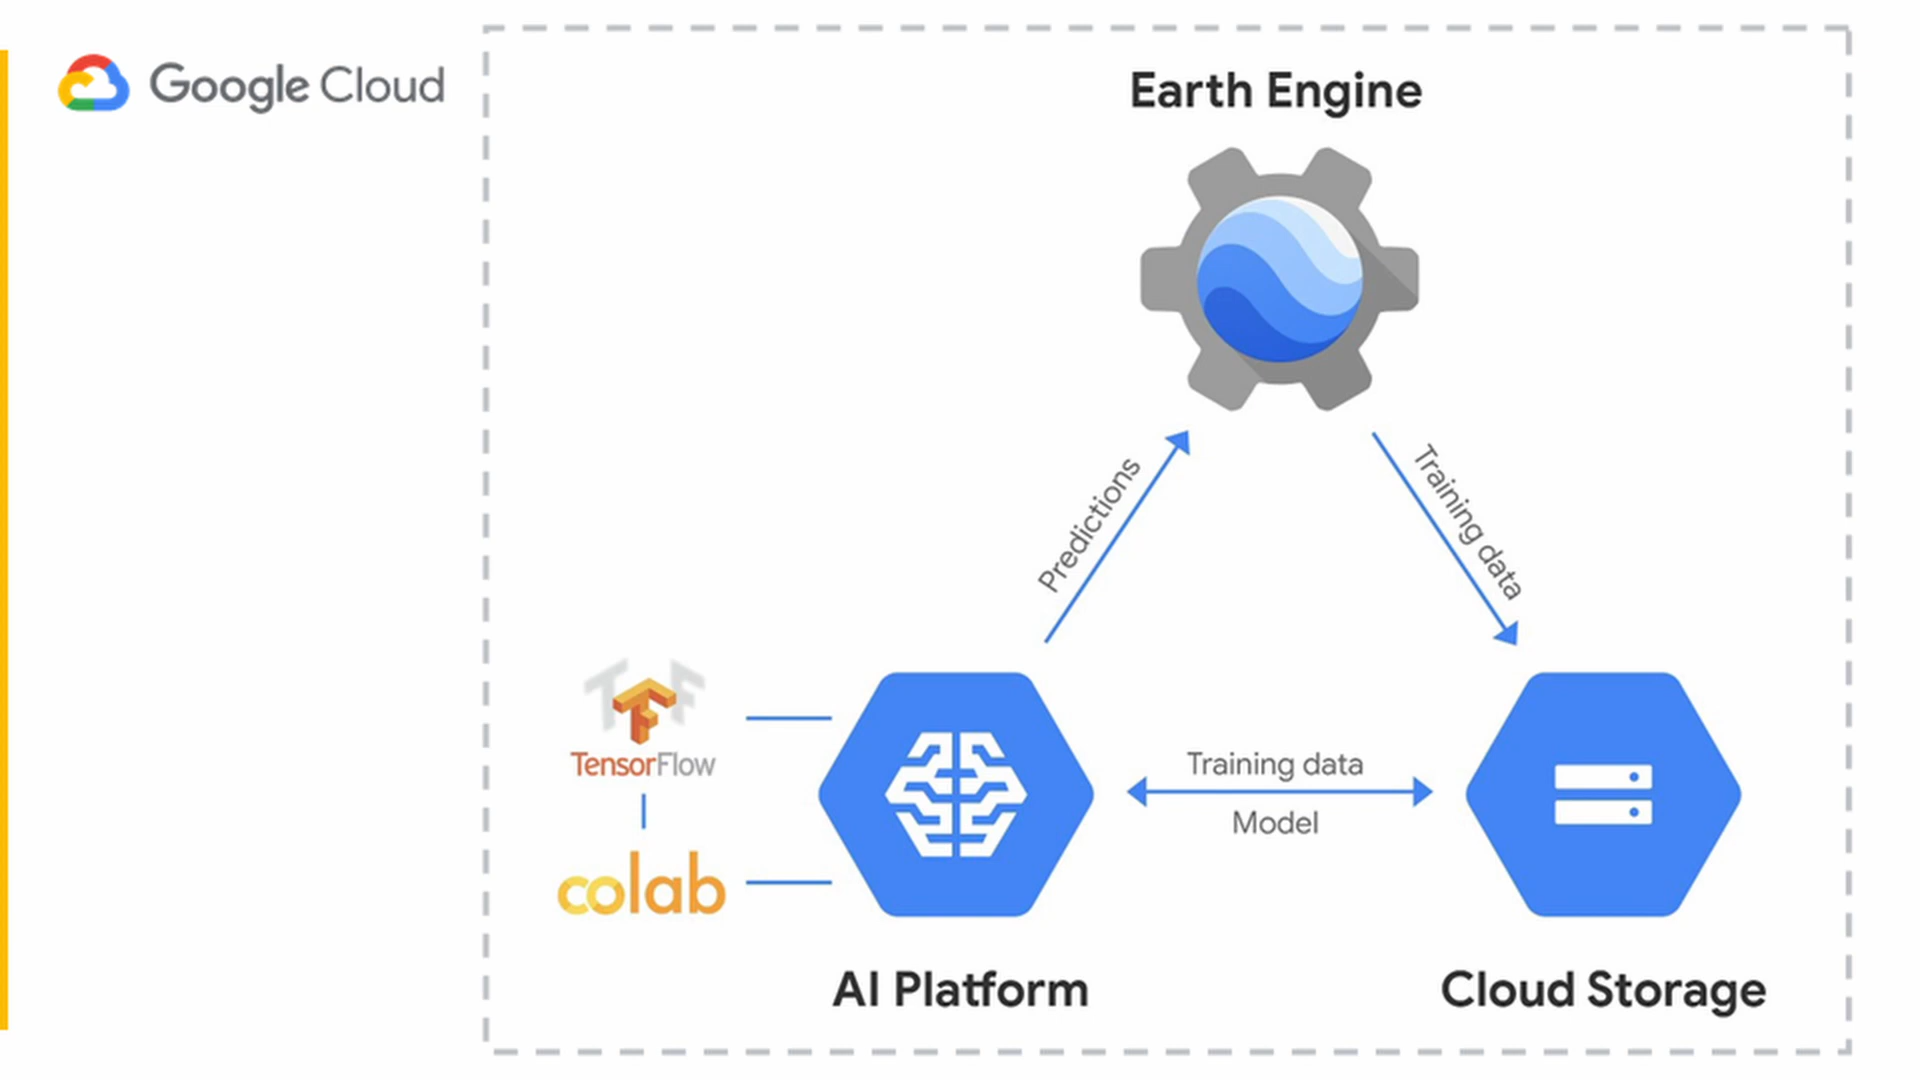 Google Cloud
Earth Engine
Predictions
Training data
TensorFlow
Training data
Model
colab
AI Platform
Cloud Storage